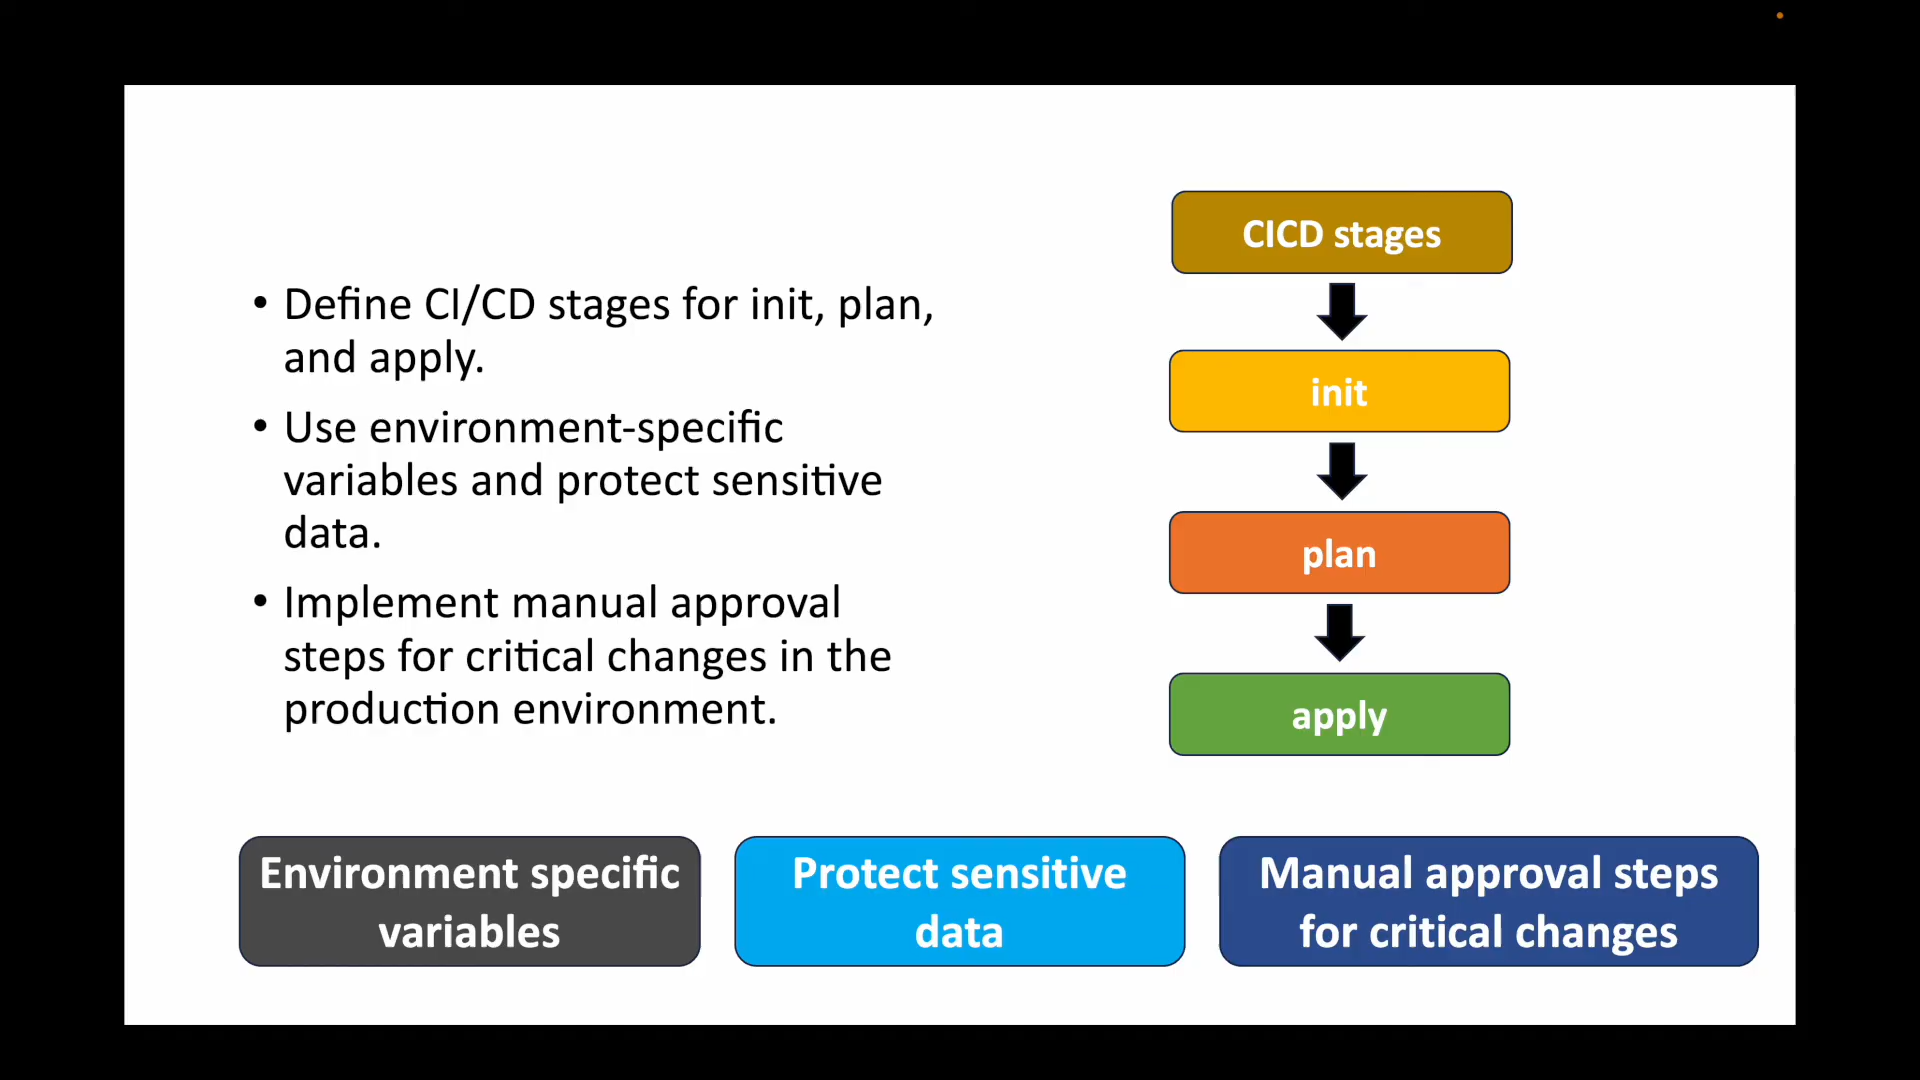 • Define CI/CD stages for init, plan,
and apply.
• Use environment-specific
variables and protect sensitive
data.
• Implement manual approval
steps for critical changes in the
production environment.
CICD stages
init
plan
apply
Environment specific
variables
Protect sensitive
data
Manual approval steps
for critical changes